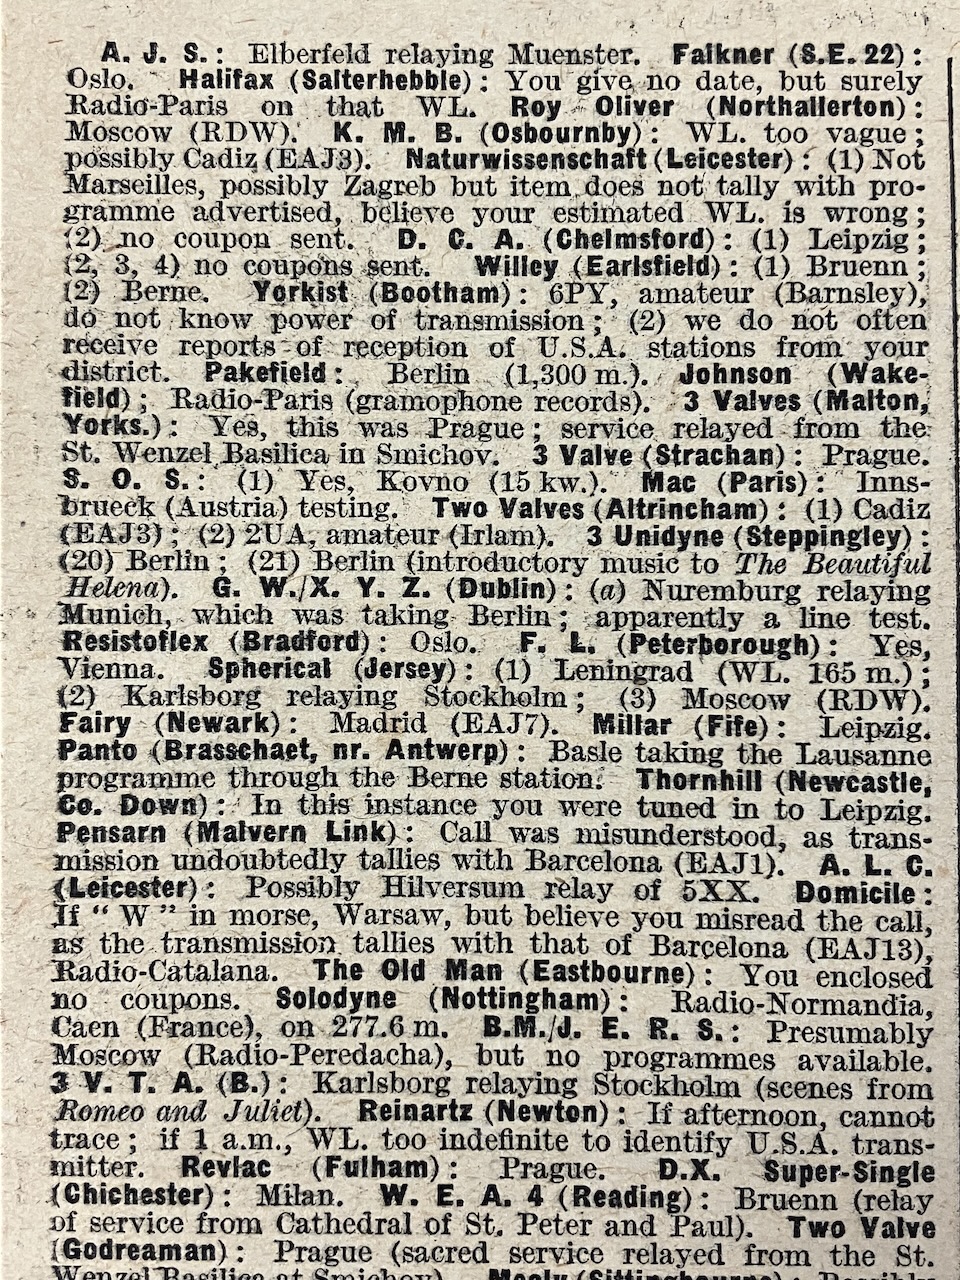 A. J. S.: Elberfeld relaying Muenster. Falkner (S.E. 22):
Oslo. Halifax (Salterhebble): You give no date, but surely
Radio-Paris on that WL. Roy Oliver (Northallerton):
Moscow (RDW). K. M. B. (Osbournby): WL. too vague;
possibly Cadiz (EAJ3). Naturwissenschaft (Leicester): (1) Not
Marseilles, possibly Zagreb but item does not tally with pro-
gramme advertised, believe your estimated WL. is wrong;
(2) no coupon sent. D. C. A. (Chelmsford): (1) Leipzig;
(2, 3, 4) no coupons sent. Willey (Earlsfield): (1) Bruenn;
(2) Berne. Yorkist (Bootham): 6PY, amateur (Barnsley),
do not know power of transmission; (2) we do not often
receive reports of reception of U.S.A. stations from your
district. Pakefield: Berlin (1,300 m.). Johnson (Wake-
field); Radio-Paris (gramophone records). 3 Valves (Malton,
Yorks.): Yes, this was Prague; service relayed from the
St. Wenzel Basilica in Smichov. 3 Valve (Strachan): Prague.
S. O. S.: (1) Yes, Kovno (15 kw.). Mac (Paris): Inns-
brueck (Austria) testing. Two Valves (Altrincham): (1) Cadiz
(EAJ3); (2) 2UA, amateur (Irlam). 3 Unidyne (Steppingley):
(20) Berlin; (21) Berlin (introductory music to The Beautiful
Helena). G. W./X. Y. Z. (Dublin): (a) Nuremburg relaying
Munich, which was taking Berlin; apparently a line test.
Resistoflex (Bradford): Oslo. F. L. (Peterborough): Yes,
Vienna. Spherical (Jersey): (1) Leningrad (WL. 165 m.);
(2) Karlsborg relaying Stockholm; (3) Moscow (RDW).
Fairy (Newark): Madrid (EAJ7). Millar (Fife): Leipzig.
Panto (Brasschaet, nr. Antwerp): Basle taking the Lausanne
programme through the Berne station. Thornhill (Newcastle,
Co. Down): In this instance you were tuned in to Leipzig.
Pensarn (Malvern Link): Call was misunderstood, as trans-
mission undoubtedly tallies with Barcelona (EAJ1). A. L. C.
(Leicester): Possibly Hilversum relay of 5XX. Domicile:
If “ W ” in morse, Warsaw, but believe you misread the call,
as the transmission tallies with that of Barcelona (EAJ13),
Radio-Catalana. The Old Man (Eastbourne): You enclosed
no coupons. Solodyne (Nottingham): Radio-Normandia,
Caen (France), on 277.6 m. B.M./J. E. R. S.: Presumably
Moscow (Radio-Peredacha), but no programmes available.
3 V. T. A. (B.): Karlsborg relaying Stockholm (scenes from
Romeo and Juliet). Reinartz (Newton): If afternoon, cannot
trace; if 1 a.m., WL. too indefinite to identify U.S.A. trans-
mitter. Revlac (Fulham): Prague. D.X. Super-Single
(Chichester): Milan. W. E. A. 4 (Reading): Bruenn (relay
of service from Cathedral of St. Peter and Paul). Two Valve
(Godreaman): Prague (sacred service relayed from the St.
Wenzel Basilica at Smichov).